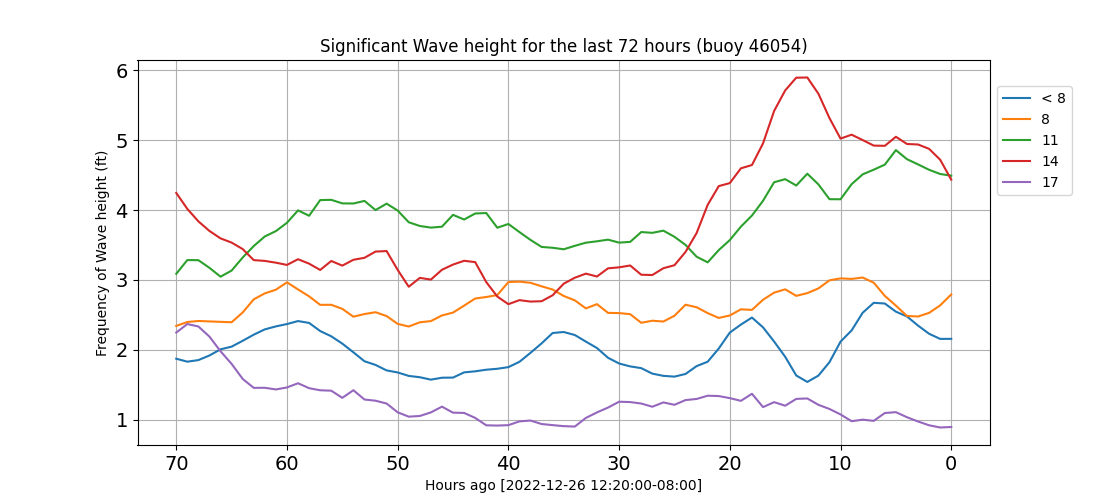 Significant Wave height for the last 72 hours (buoy 46054)
Frequency of Wave height (ft)
6
5
4
3
2
1
70 60 50 40 30 20 10 0
Hours ago [2022-12-26 12:20:00-08:00]
< 8
8
11
14
17